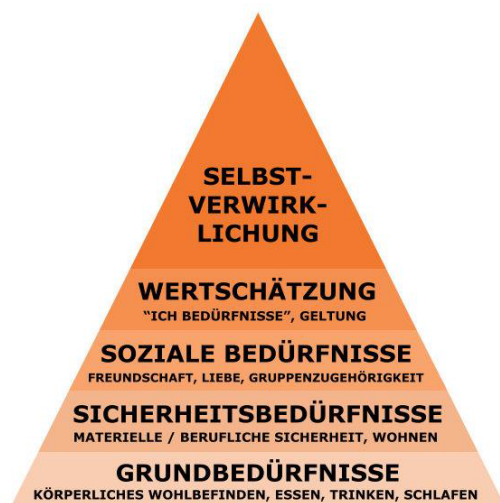 SELBST-
VERWIRK-
LICHUNG
WERTSCHÄTZUNG
"ICH BEDÜRFNISSE", GELTUNG
SOZIALE BEDÜRFNISSE
FREUNDSCHAFT, LIEBE, GRUPPENZUGEHÖRIGKEIT
SICHERHEITSBEDÜRFNISSE
MATERIELLE / BERUFLICHE SICHERHEIT, WOHNEN
GRUNDBEDÜRFNISSE
KÖRPERLICHES WOHLBEFINDEN, ESSEN, TRINKEN, SCHLAFEN